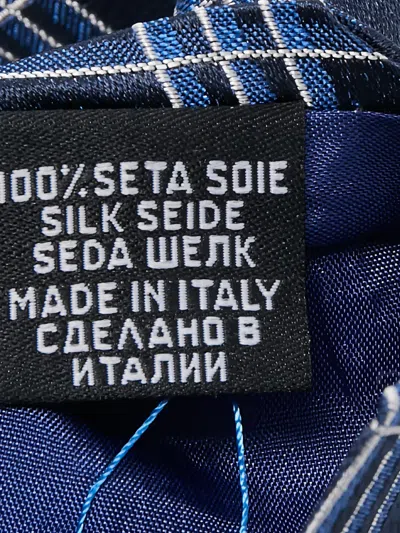 100% SETA SOIE
SILK SEIDE
SEDA ШЕЛК
MADE IN ITALY
СДЕЛАНО В
ИТАЛИИ